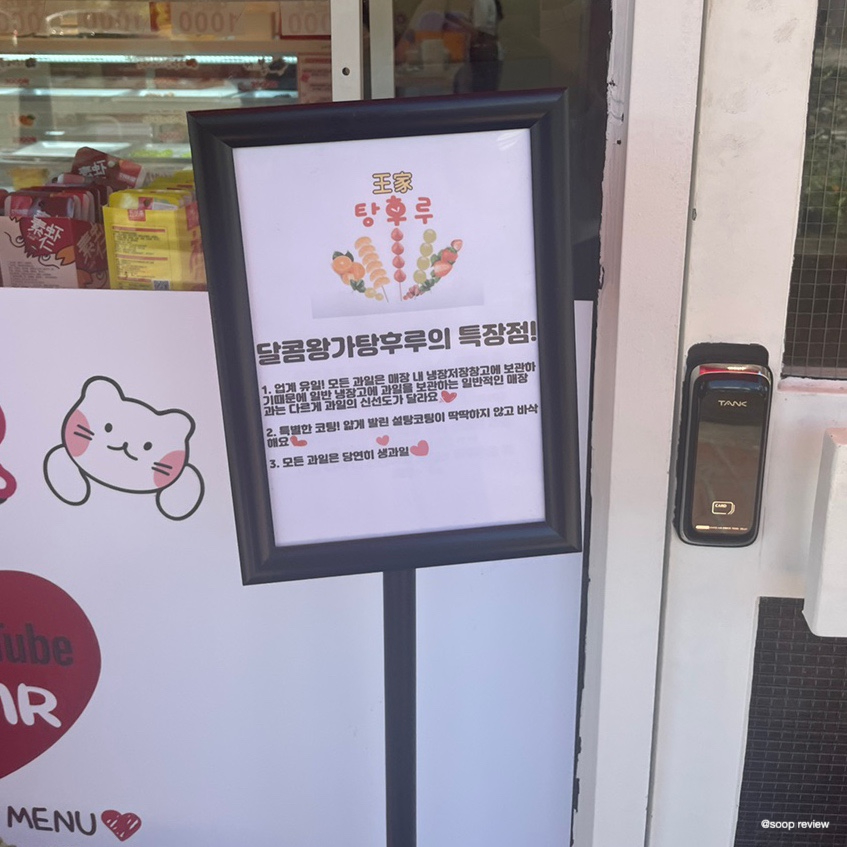 1000
王家
탕후루
달콤왕가탕후루의 특장점!
1. 업계 유일! 모든 과일은 매장 내 냉장저장창고에 보관하
기때문에 일반 냉장고에 과일을 보관하는 일반적인 매장
과는 다르게 과일의 신선도가 달라요
2. 특별한 코팅! 얇게 발린 설탕코팅이 딱딱하지 않고 바삭
해요
3. 모든 과일은 당연히 생과일
TANK
CARD
Tube
MR
MENU
@soop review